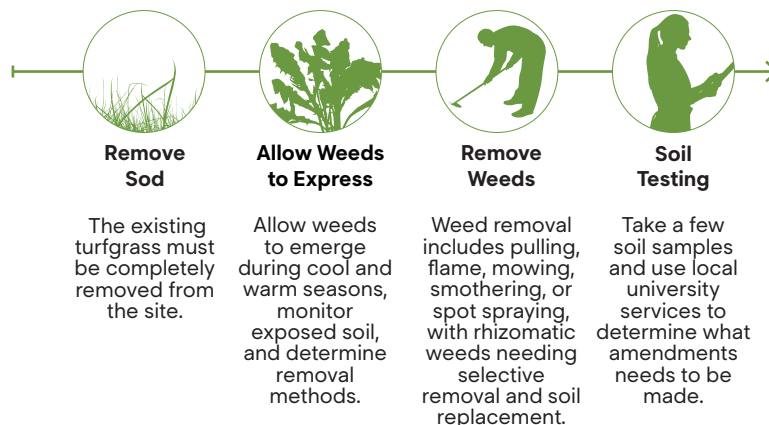 Remove
Sod
The existing
turfgrass must
be completely
removed from
the site.
Allow Weeds
to Express
Allow weeds
to emerge
during cool and
warm seasons,
monitor
exposed soil,
and determine
removal
methods.
Remove
Weeds
Weed removal
includes pulling,
flame, mowing,
smothering, or
spot spraying,
with rhizomatic
weeds needing
selective
removal and soil
replacement.
Soil
Testing
Take a few
soil samples
and use local
university
services to
determine what
amendments
needs to be
made.